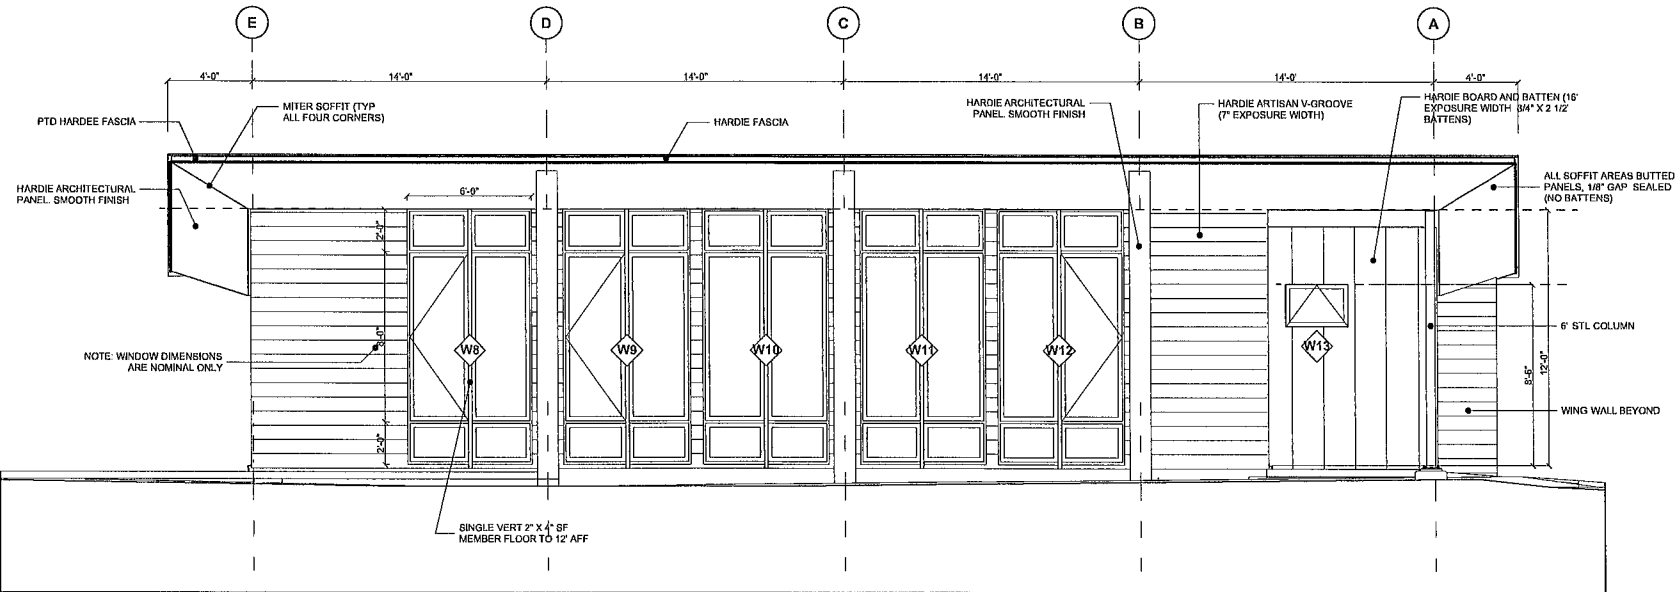 E
D
C
B
A
4'-0"
14'-0"
14'-0"
14'-0"
14'-0'
4'-0"
MITER SOFFIT (TYP
ALL FOUR CORNERS)
PTD HARDEE FASCIA
HARDIE FASCIA
HARDIE ARCHITECTURAL
PANEL. SMOOTH FINISH
HARDIE ARTISAN V-GROOVE
(7" EXPOSURE WIDTH)
HARDIE BOARD AND BATTEN (16'
EXPOSURE WIDTH 3/4" X 2 1/2'
BATTENS)
HARDIE ARCHITECTURAL
PANEL. SMOOTH FINISH
6'-0"
ALL SOFFIT AREAS BUTTED
PANELS, 1/8" GAP SEALED
(NO BATTENS)
2'-0"
8'-0"
2'-0"
NOTE: WINDOW DIMENSIONS
ARE NOMINAL ONLY
W8
W9
W10
W11
W12
W13
6' STL COLUMN
8'-6"
12'-0"
WING WALL BEYOND
SINGLE VERT 2" X 4" SF
MEMBER FLOOR TO 12' AFF